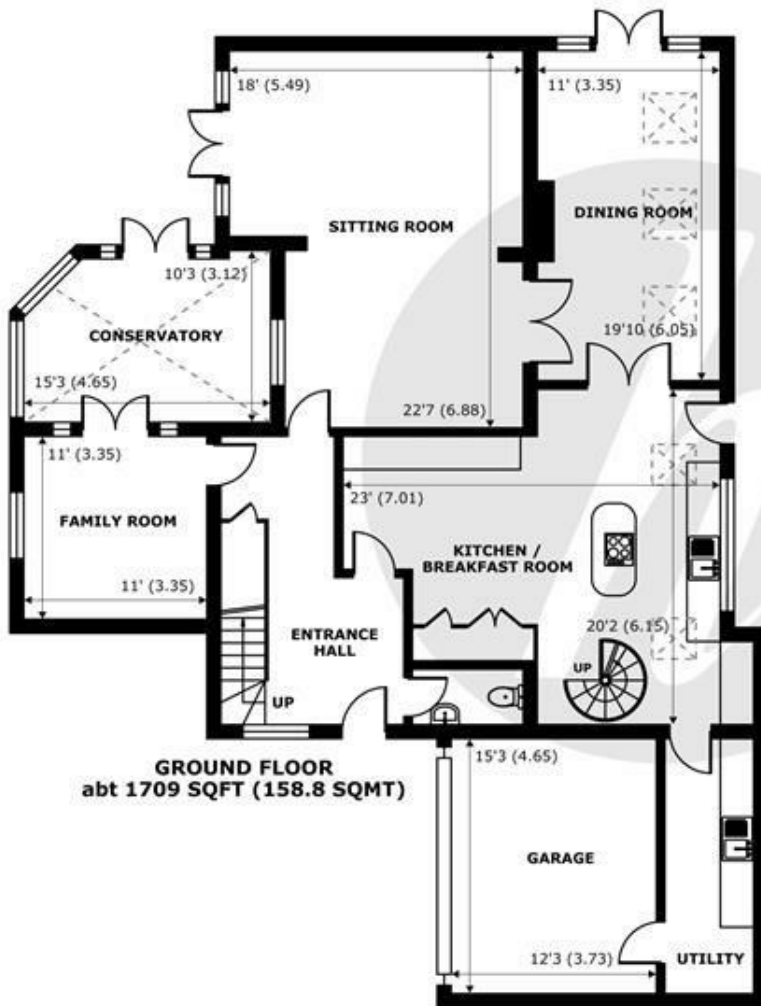 18' (5.49)
11' (3.35)
SITTING ROOM
DINING ROOM
10'3 (3.12)
CONSERVATORY
19'10 (6.05)
15'3 (4.65)
22'7 (6.88)
11' (3.35)
23' (7.01)
FAMILY ROOM
KITCHEN /
BREAKFAST ROOM
11' (3.35)
20'2 (6.15)
ENTRANCE
HALL
UP
UP
GROUND FLOOR
abt 1709 SQFT (158.8 SQMT)
15'3 (4.65)
GARAGE
12'3 (3.73)
UTILITY